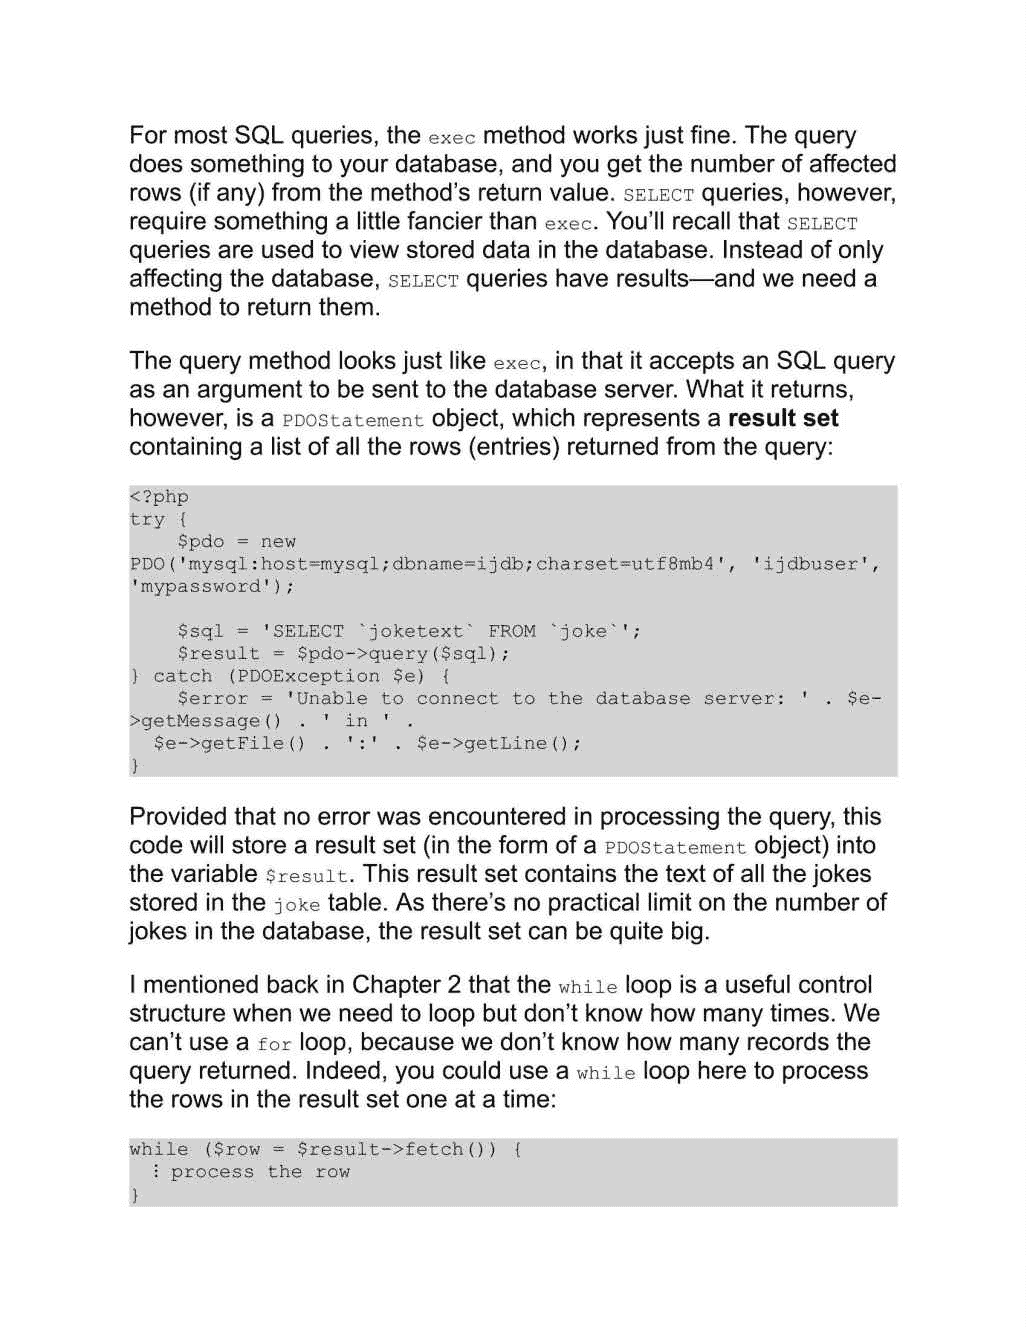 For most SQL queries, the exec method works just fine. The query
does something to your database, and you get the number of affected
rows (if any) from the method’s return value. SELECT queries, however,
require something a little fancier than exec. You’ll recall that SELECT
queries are used to view stored data in the database. Instead of only
affecting the database, SELECT queries have results—and we need a
method to return them.
The query method looks just like exec, in that it accepts an SQL query
as an argument to be sent to the database server. What it returns,
however, is a PDOStatement object, which represents a result set
containing a list of all the rows (entries) returned from the query:
<?php
try {
    $pdo = new
PDO('mysql:host=mysql;dbname=ijdb;charset=utf8mb4', 'ijdbuser',
'mypassword');
    $sql = 'SELECT `joketext` FROM `joke`';
    $result = $pdo->query($sql);
} catch (PDOException $e) {
    $error = 'Unable to connect to the database server: ' . $e-
>getMessage() . ' in ' .
  $e->getFile() . ':' . $e->getLine();
}
Provided that no error was encountered in processing the query, this
code will store a result set (in the form of a PDOStatement object) into
the variable $result. This result set contains the text of all the jokes
stored in the joke table. As there’s no practical limit on the number of
jokes in the database, the result set can be quite big.
I mentioned back in Chapter 2 that the while loop is a useful control
structure when we need to loop but don’t know how many times. We
can’t use a for loop, because we don’t know how many records the
query returned. Indeed, you could use a while loop here to process
the rows in the result set one at a time:
while ($row = $result->fetch()) {
  ⋮ process the row
}